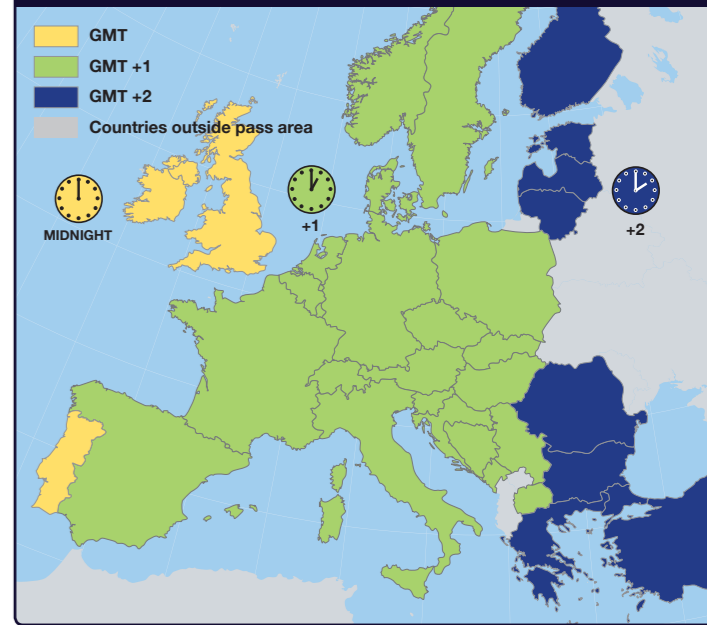 GMT
GMT +1
GMT +2
Countries outside pass area
MIDNIGHT
+1
+2